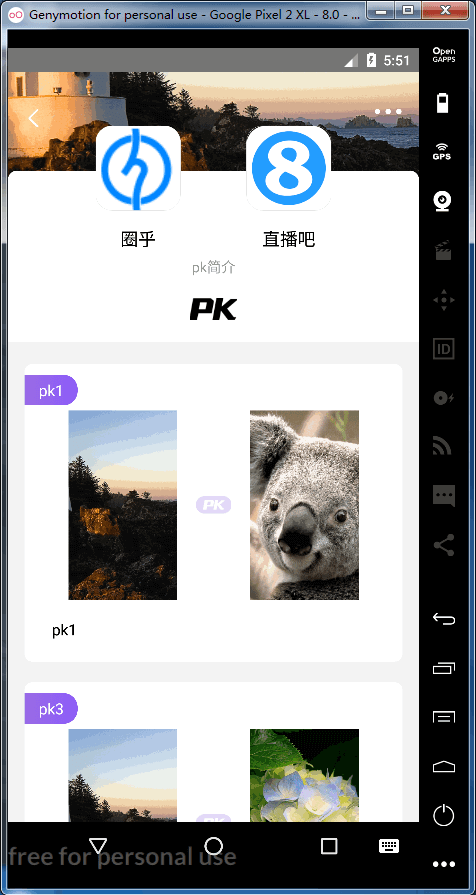 Genymotion for personal use - Google Pixel 2 XL - 8.0 - ...
Open
GAPPS
5:51
GPS
8
圈乎
直播吧
pk简介
PK
ID
pk1
PK
pk1
pk3
PK
free for personal use